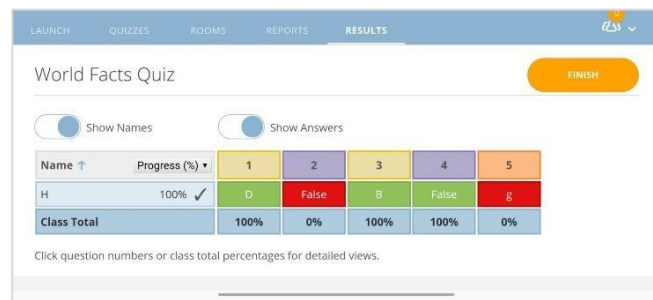 LAUNCH QUIZZES ROOMS REPORTS RESULTS 0
World Facts Quiz FINISH
Show Names Show Answers
Name ↑ Progress (%) 1 2 3 4 5
H 100% ✓ D False B False g
Class Total 100% 0% 100% 100% 0%
Click question numbers or class total percentages for detailed views.